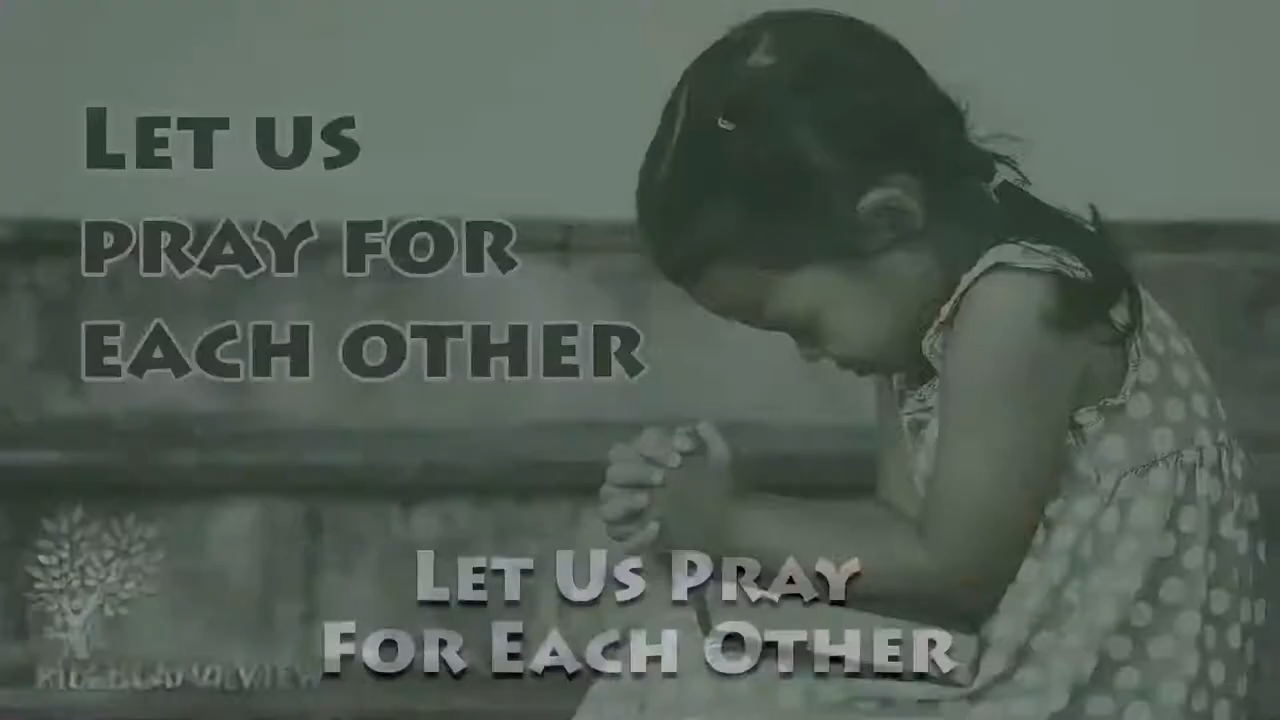 Let us
pray for
each other
Let Us Pray
For Each Other